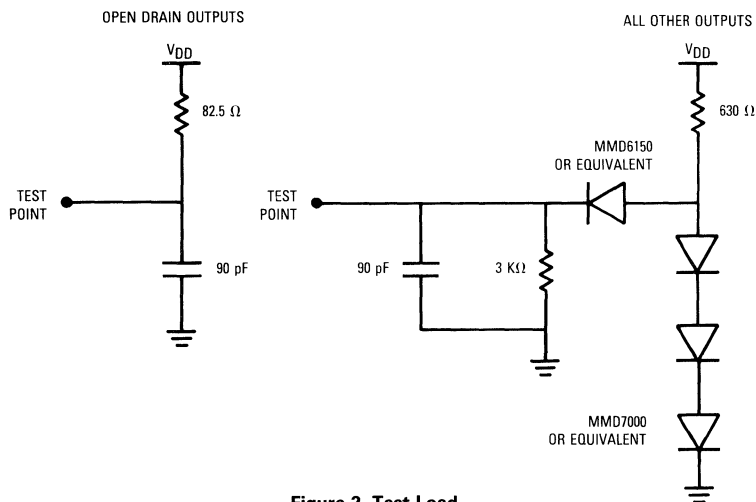 OPEN DRAIN OUTPUTS
VDD
82.5 Ω
TEST
POINT
90 pF
ALL OTHER OUTPUTS
VDD
630 Ω
MMD6150
OR EQUIVALENT
TEST
POINT
90 pF
3 KΩ
MMD7000
OR EQUIVALENT
Figure 2. Test Load